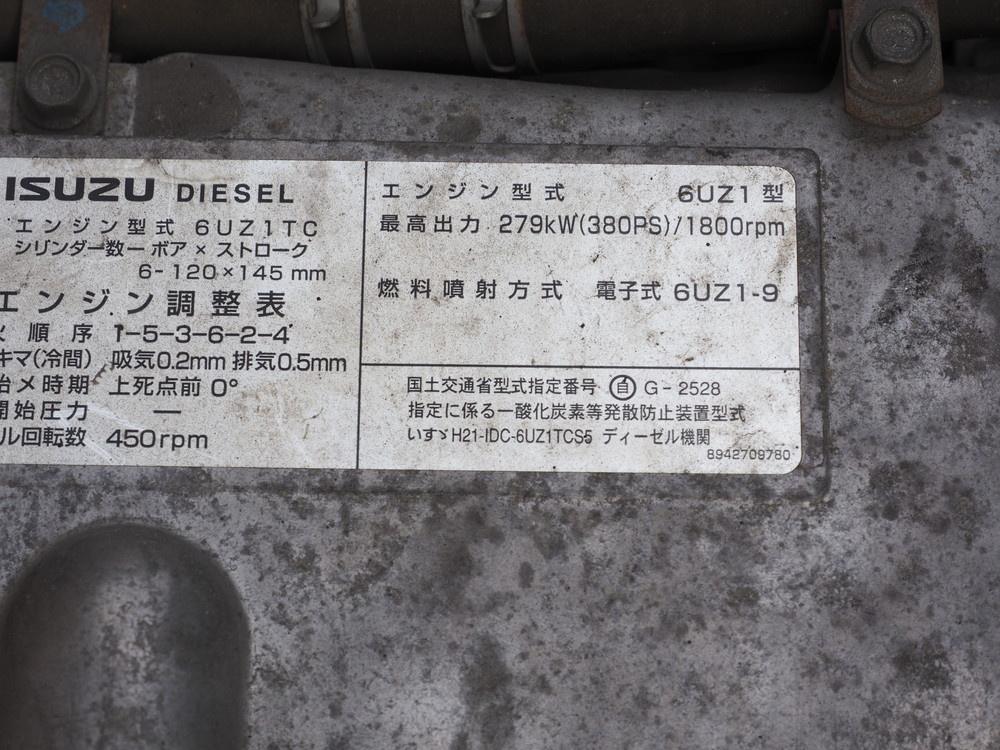 ISUZU DIESEL
エンジン型式 6UZ1TC
シリンダー数ーボア×ストローク
6-120×145mm
エンジン調整表
順序 1-5-3-6-2-4
キマ(冷間) 吸気0.2mm 排気0.5mm
始メ時期 上死点前 0°
開始圧力 ー
ル回転数 450rpm
エンジン型式 6UZ1型
最高出力 279kW(380PS)/1800rpm
燃料噴射方式 電子式 6UZ1-9
国土交通省型式指定番号 自 G-2528
指定に係る一酸化炭素等発散防止装置型式
いすゞH21-IDC-6UZ1TCS5 ディーゼル機関
8942709780